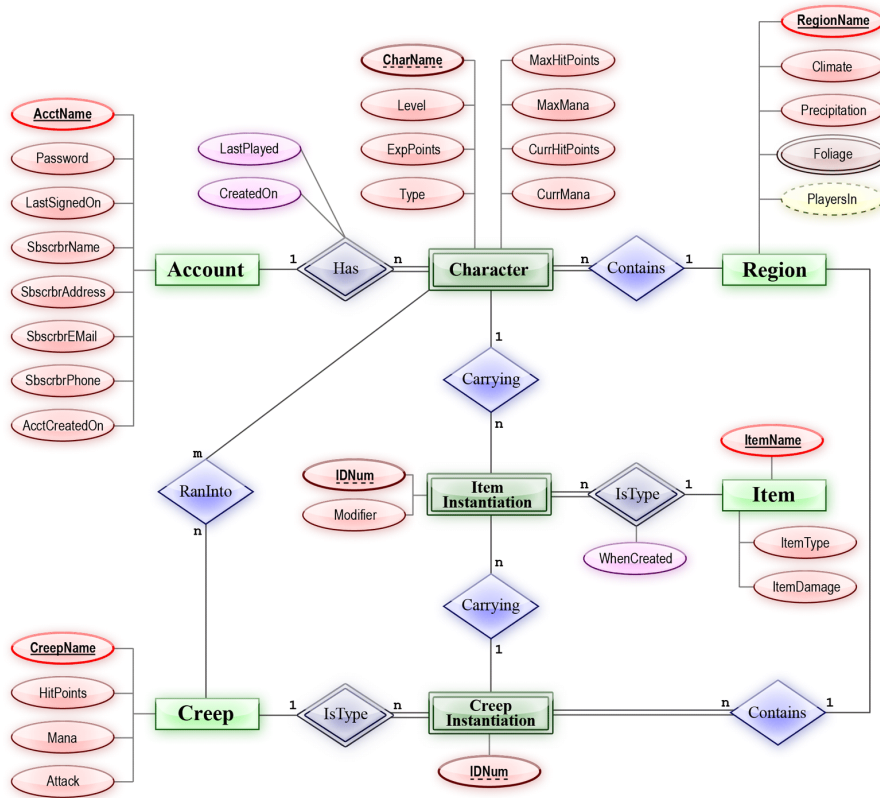 RegionName
CharName
MaxHitPoints
Climate
AcctName
Level
MaxMana
Precipitation
Password
LastPlayed
ExpPoints
CurrHitPoints
Foliage
LastSignedOn
CreatedOn
Type
CurrMana
PlayersIn
SbscrbrName
Account
1
Has
n
Character
n
Contains
1
Region
SbscrbrAddress
SbscrbrEMail
SbscrbrPhone
AcctCreatedOn
1
Carrying
n
m
RanInto
n
IDNum
Modifier
Item
Instantiation
n
IsType
1
Item
ItemName
WhenCreated
ItemType
ItemDamage
n
Carrying
1
CreepName
HitPoints
Mana
Attack
Creep
1
IsType
n
Creep
Instantiation
n
Contains
1
IDNum